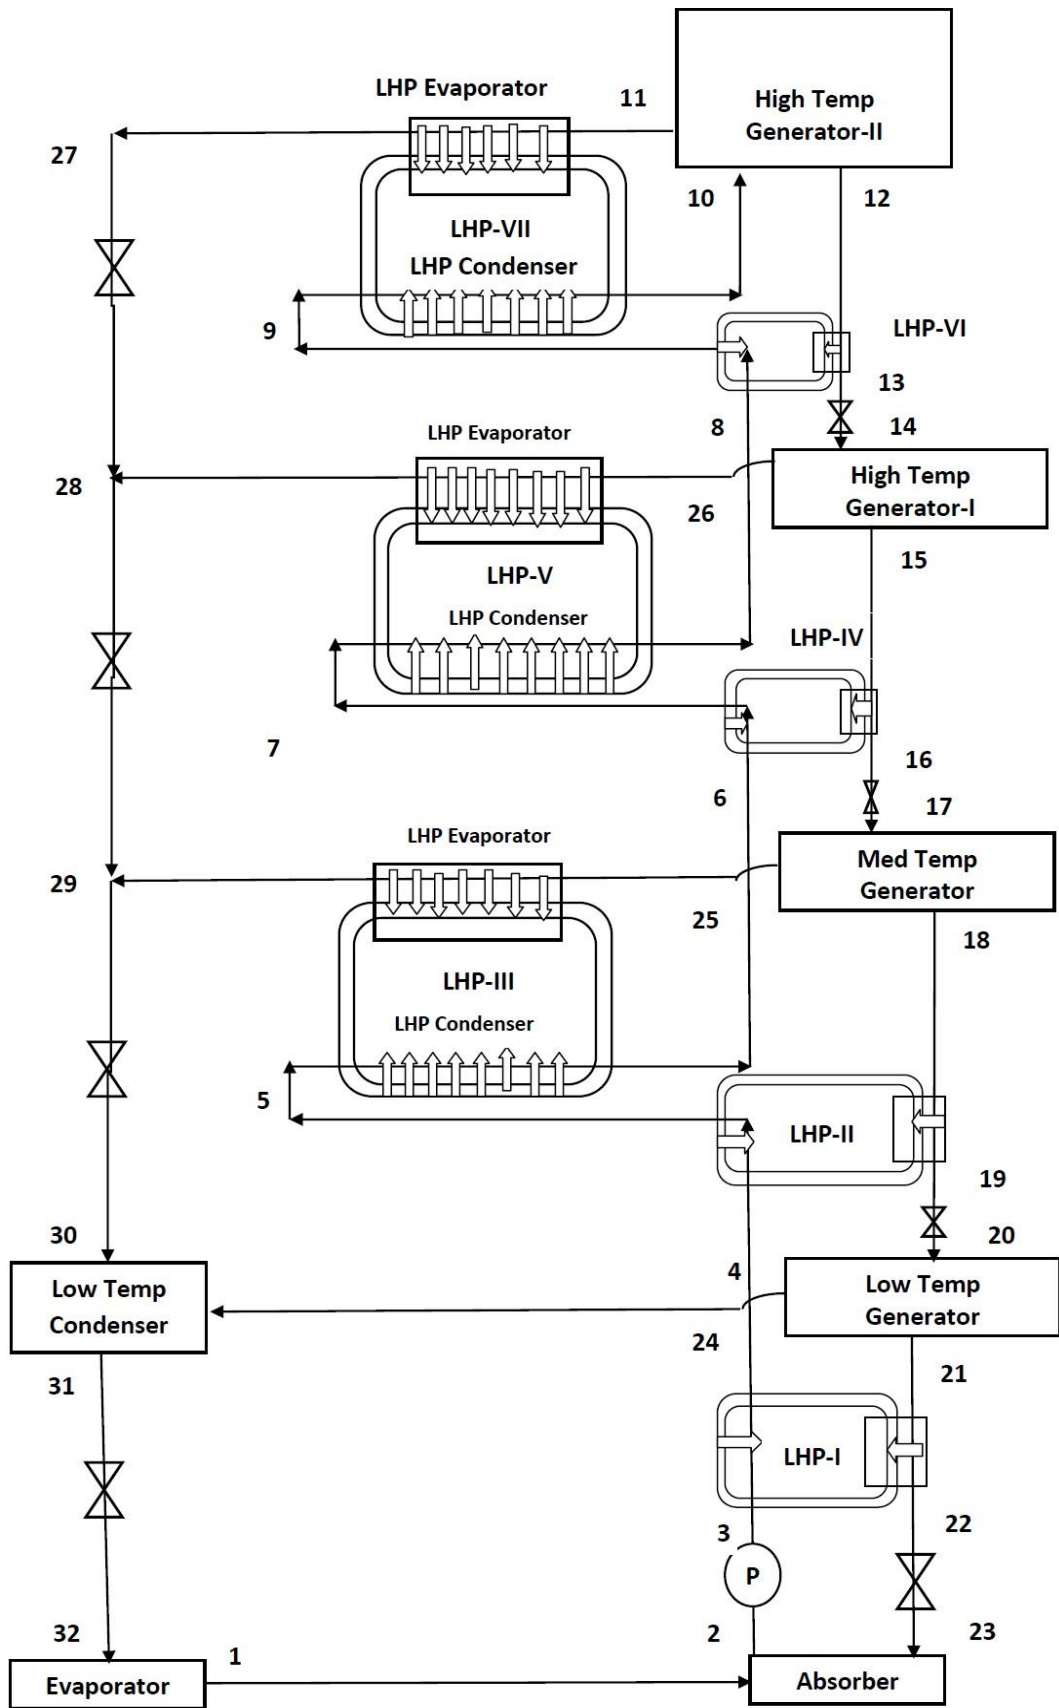 LHP Evaporator
11
High Temp
Generator-II
27
10
12
LHP-VII
LHP Condenser
9
LHP-VI
13
8
14
LHP Evaporator
High Temp
Generator-I
28
26
15
LHP-V
LHP Condenser
LHP-IV
7
16
6
17
LHP Evaporator
Med Temp
Generator
29
25
18
LHP-III
LHP Condenser
5
LHP-II
19
30
20
4
Low Temp
Condenser
Low Temp
Generator
24
31
21
LHP-I
3
22
P
32
2
23
1
Evaporator
Absorber